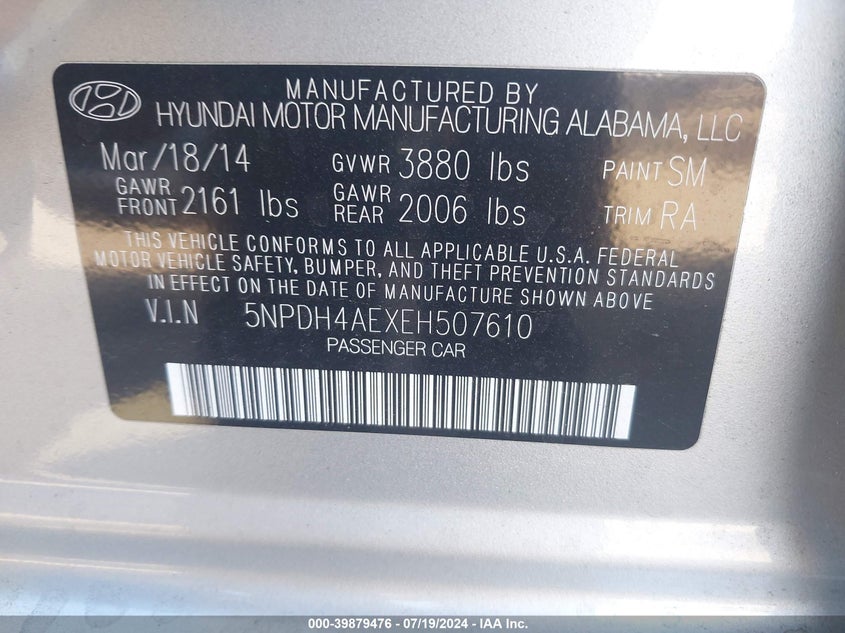 MANUFACTURED BY
HYUNDAI MOTOR MANUFACTURING ALABAMA, LLC
Mar/18/14 GVWR 3880 lbs PAINT SM
GAWR FRONT 2161 lbs GAWR REAR 2006 lbs TRIM RA
THIS VEHICLE CONFORMS TO ALL APPLICABLE U.S.A. FEDERAL
MOTOR VEHICLE SAFETY, BUMPER, AND THEFT PREVENTION STANDARDS
IN EFFECT ON THE DATE OF MANUFACTURE SHOWN ABOVE
V.I.N 5NPDH4AEXEH507610
PASSENGER CAR
000-39879476 - 07/19/2024 - IAA Inc.